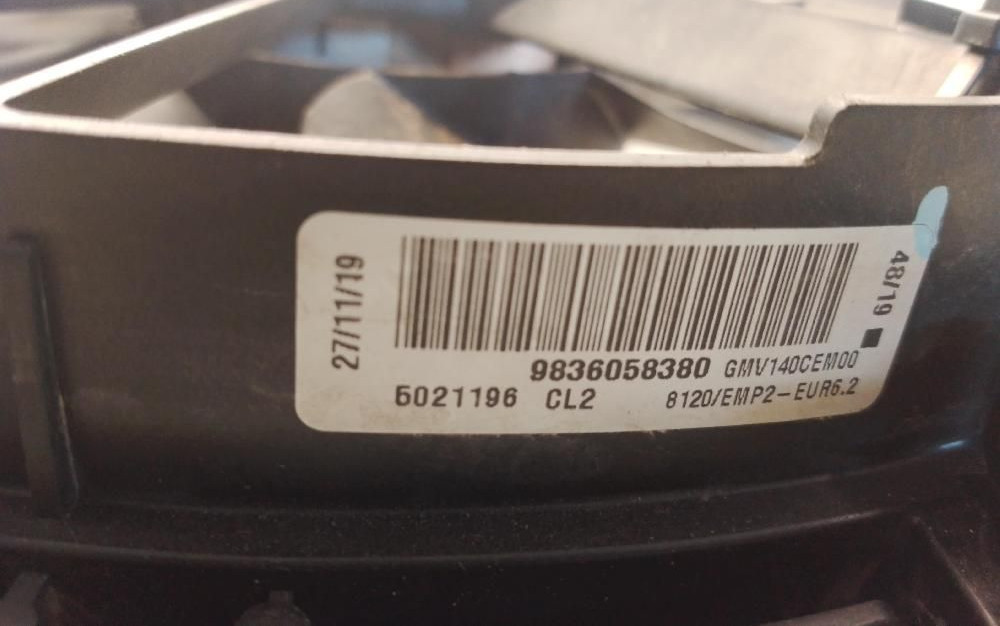 27/11/19
48/19
9836058380 GMV140CEM00
5021196 CL2 8120/EMP2-EUR6.2